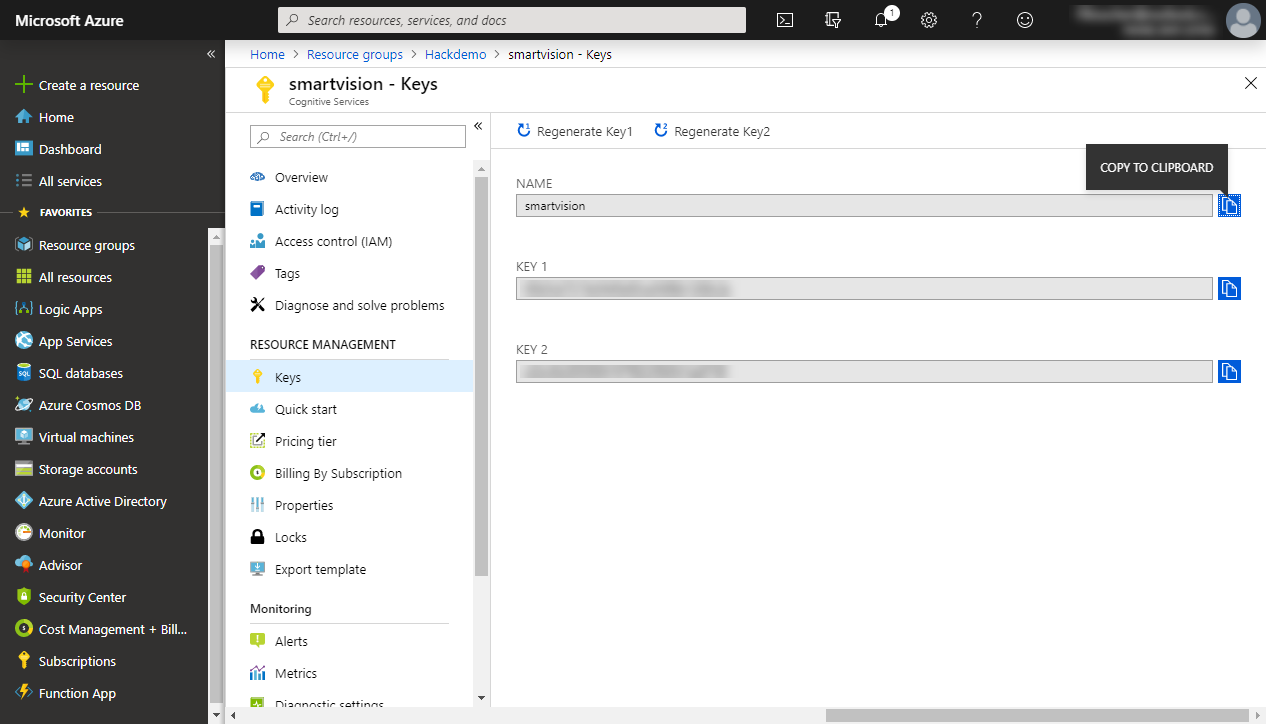 Microsoft Azure
Search resources, services, and docs
1
Create a resource
Home
Dashboard
All services
FAVORITES
Resource groups
All resources
Logic Apps
App Services
SQL databases
Azure Cosmos DB
Virtual machines
Storage accounts
Azure Active Directory
Monitor
Advisor
Security Center
Cost Management + Bill...
Subscriptions
Function App
Home > Resource groups > Hackdemo > smartvision - Keys
smartvision - Keys
Cognitive Services
Search (Ctrl+/)
Overview
Activity log
Access control (IAM)
Tags
Diagnose and solve problems
RESOURCE MANAGEMENT
Keys
Quick start
Pricing tier
Billing By Subscription
Properties
Locks
Export template
Monitoring
Alerts
Metrics
Diagnostic settings
Regenerate Key1
Regenerate Key2
COPY TO CLIPBOARD
NAME
smartvision
KEY 1
KEY 2